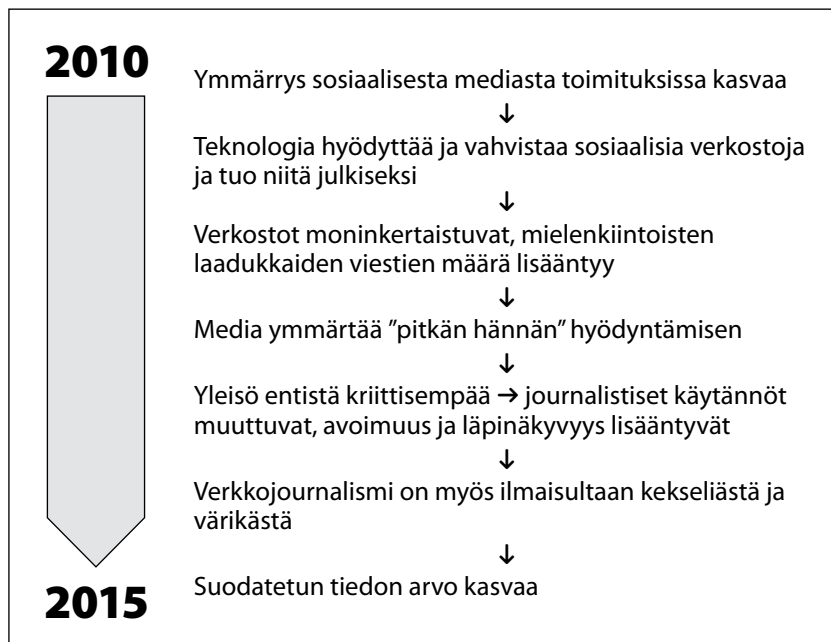 2010
Ymmärrys sosiaalisesta mediasta toimituksissa kasvaa
↓
Teknologia hyödyttää ja vahvistaa sosiaalisia verkostoja
ja tuo niitä julkiseksi
↓
Verkostot moninkertaistuvat, mielenkiintoisten
laadukkaiden viestien määrä lisääntyy
↓
Media ymmärtää ”pitkän hännän” hyödyntämisen
↓
Yleisö entistä kriittisempää → journalistiset käytännöt
muuttuvat, avoimuus ja läpinäkyvyys lisääntyvät
↓
Verkkojournalismi on myös ilmaisultaan kekseliästä ja
värikästä
↓
Suodatetun tiedon arvo kasvaa
2015